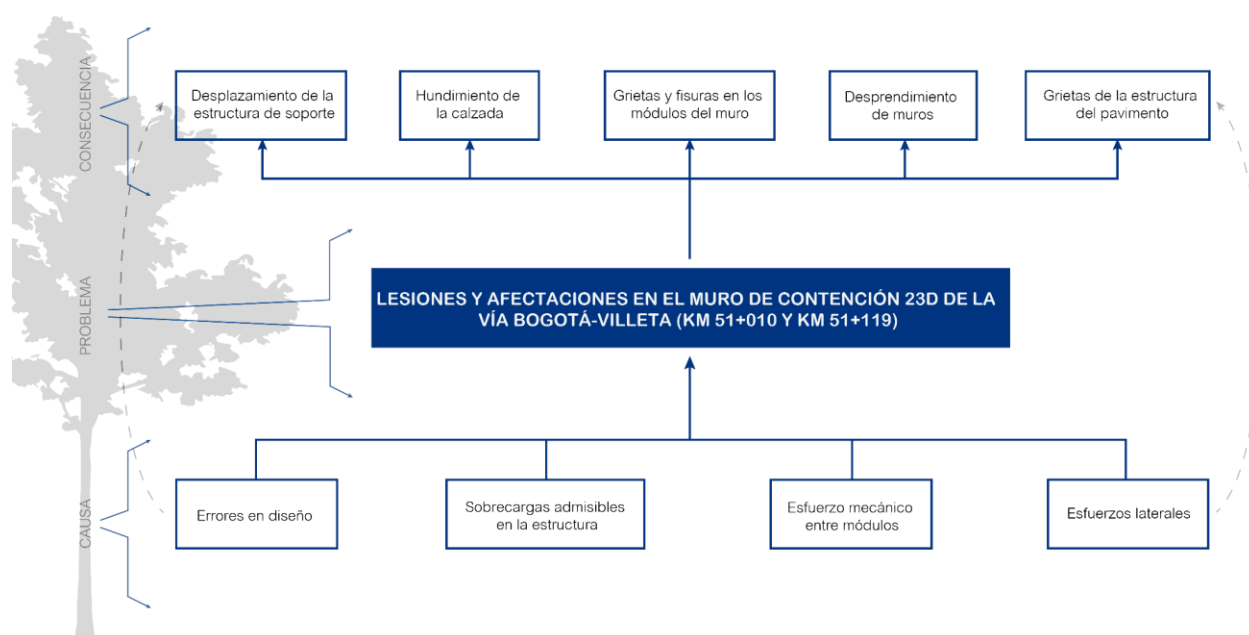 CONSECUENCIA
Desplazamiento de la
estructura de soporte
Hundimiento de
la calzada
Grietas y fisuras en los
módulos del muro
Desprendimiento
de muros
Grietas de la estructura
del pavimento
PROBLEMA
LESIONES Y AFECTACIONES EN EL MURO DE CONTENCIÓN 23D DE LA
VÍA BOGOTÁ-VILLETA (KM 51+010 Y KM 51+119)
CAUSA
Errores en diseño
Sobrecargas admisibles
en la estructura
Esfuerzo mecánico
entre módulos
Esfuerzos laterales